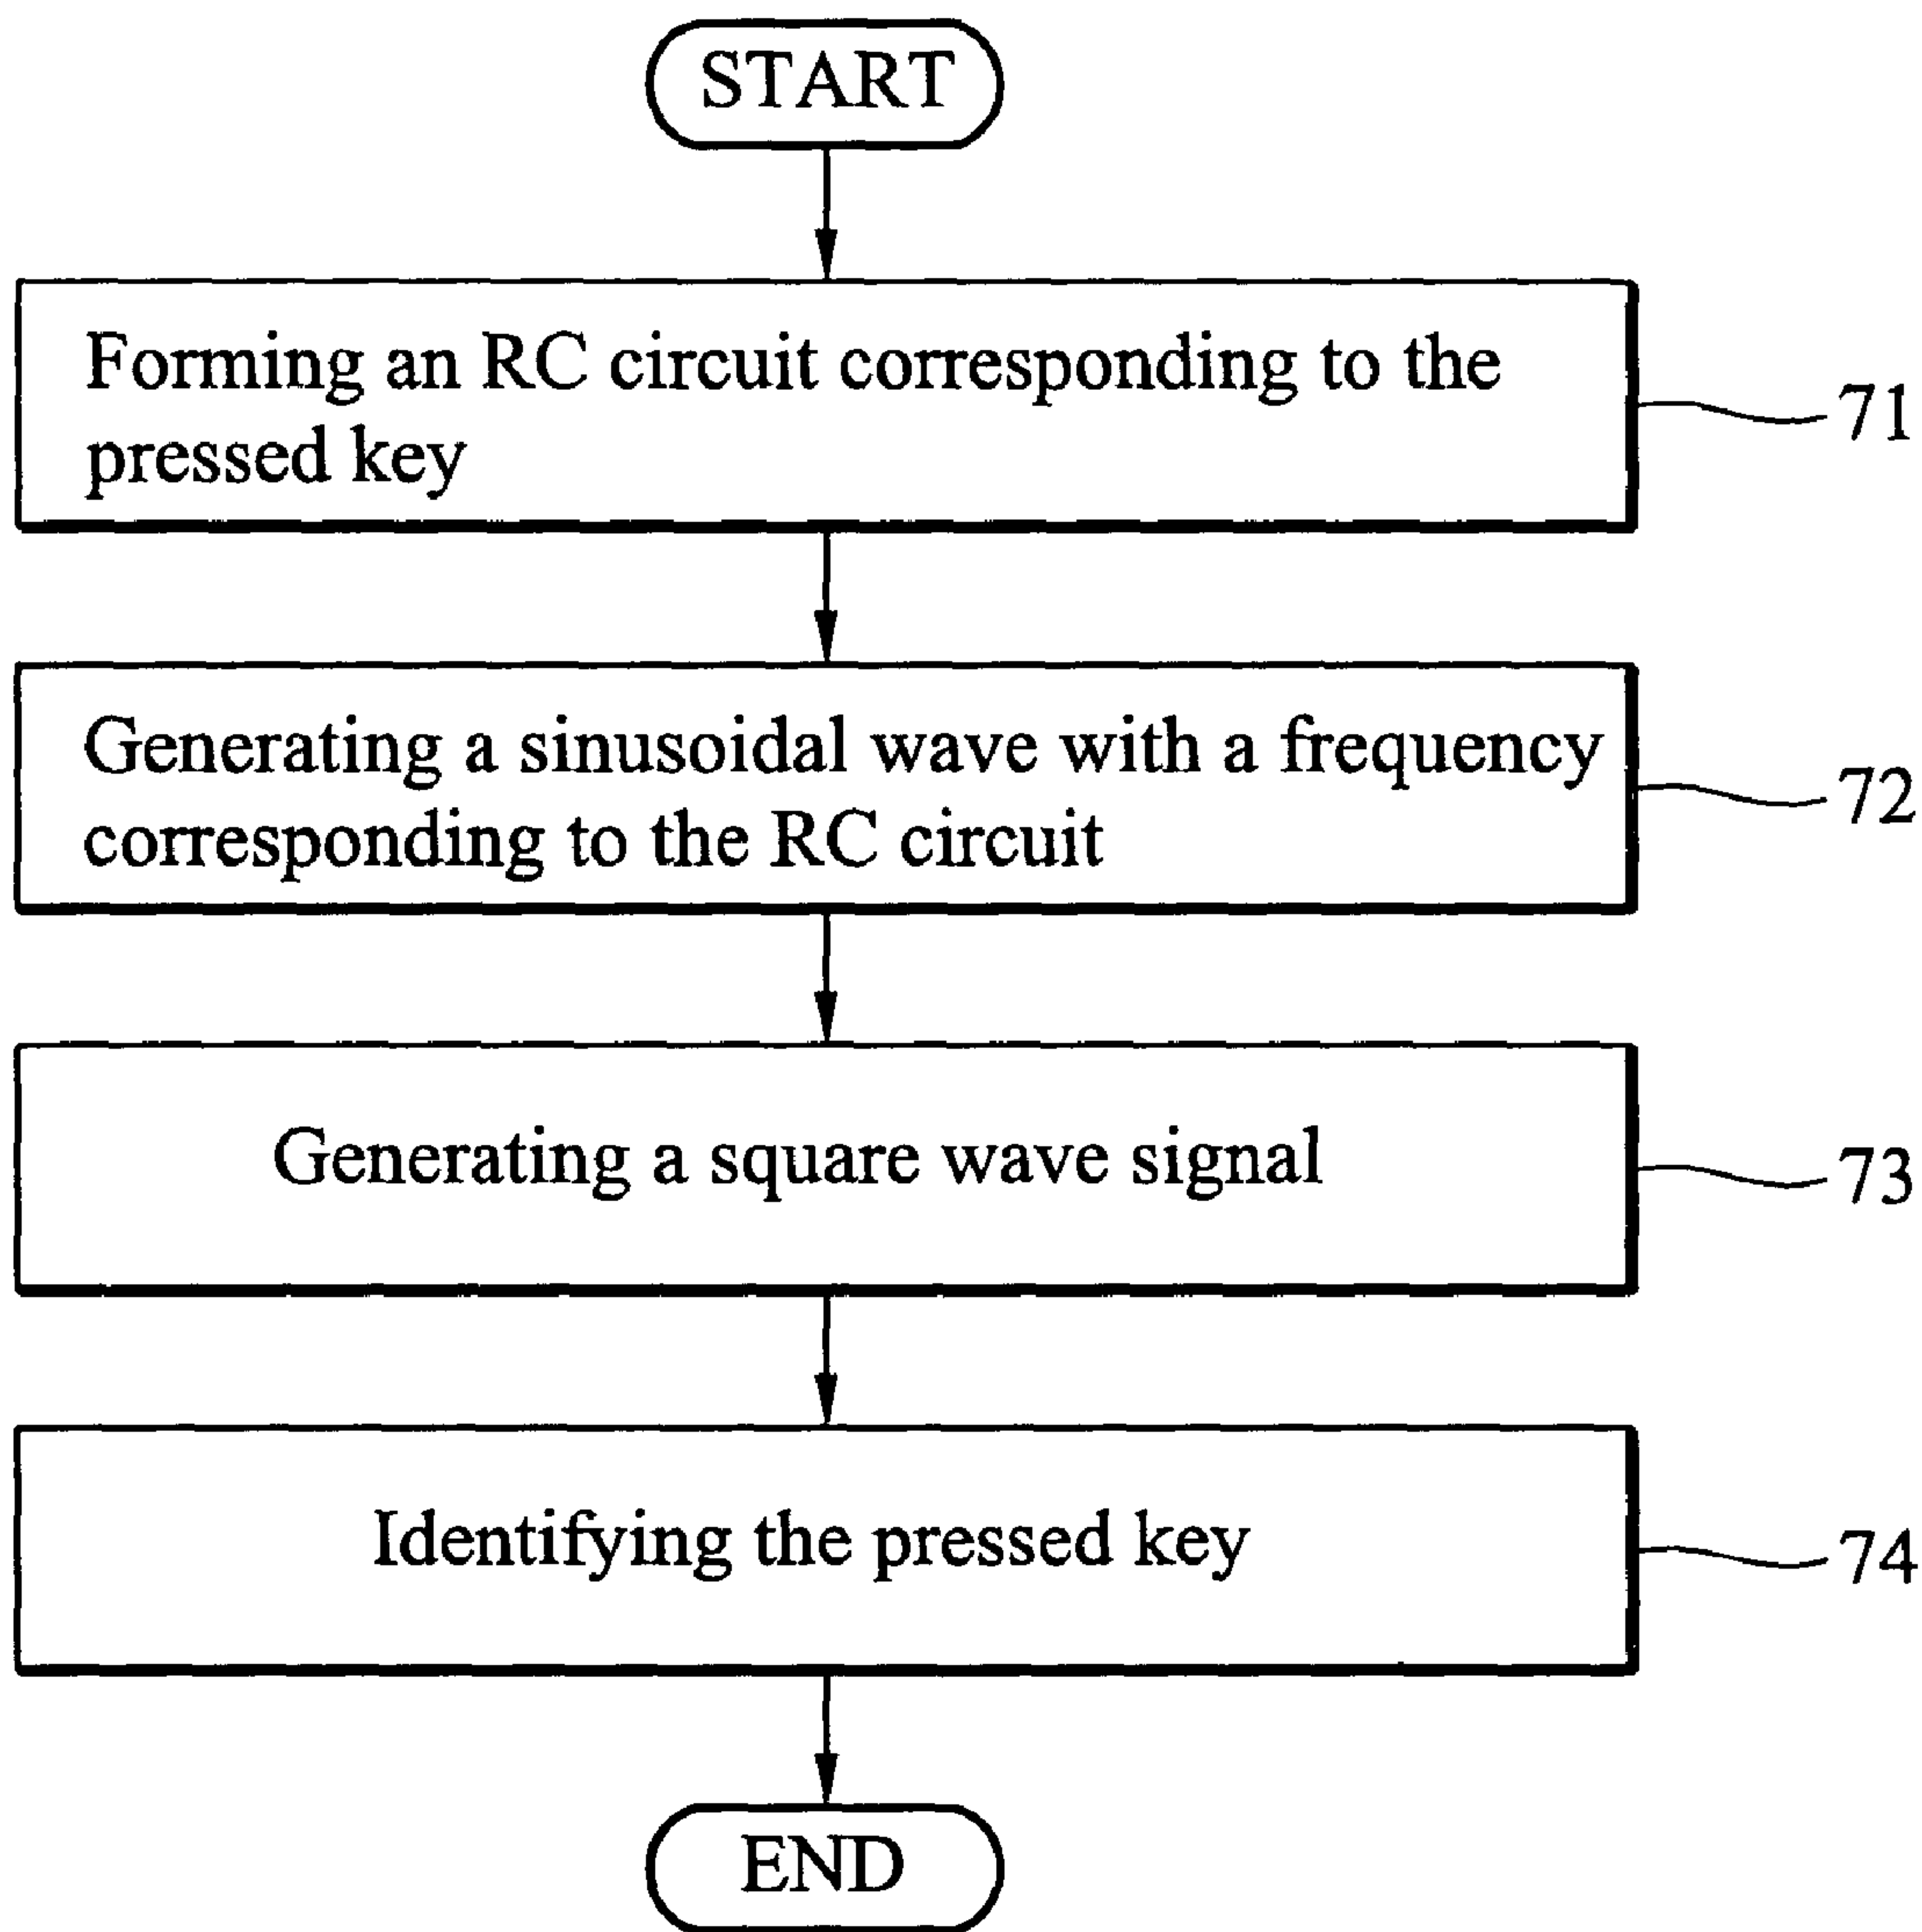 START
Forming an RC circuit corresponding to the
pressed key
71
Generating a sinusoidal wave with a frequency
corresponding to the RC circuit
72
Generating a square wave signal
73
Identifying the pressed key
74
END